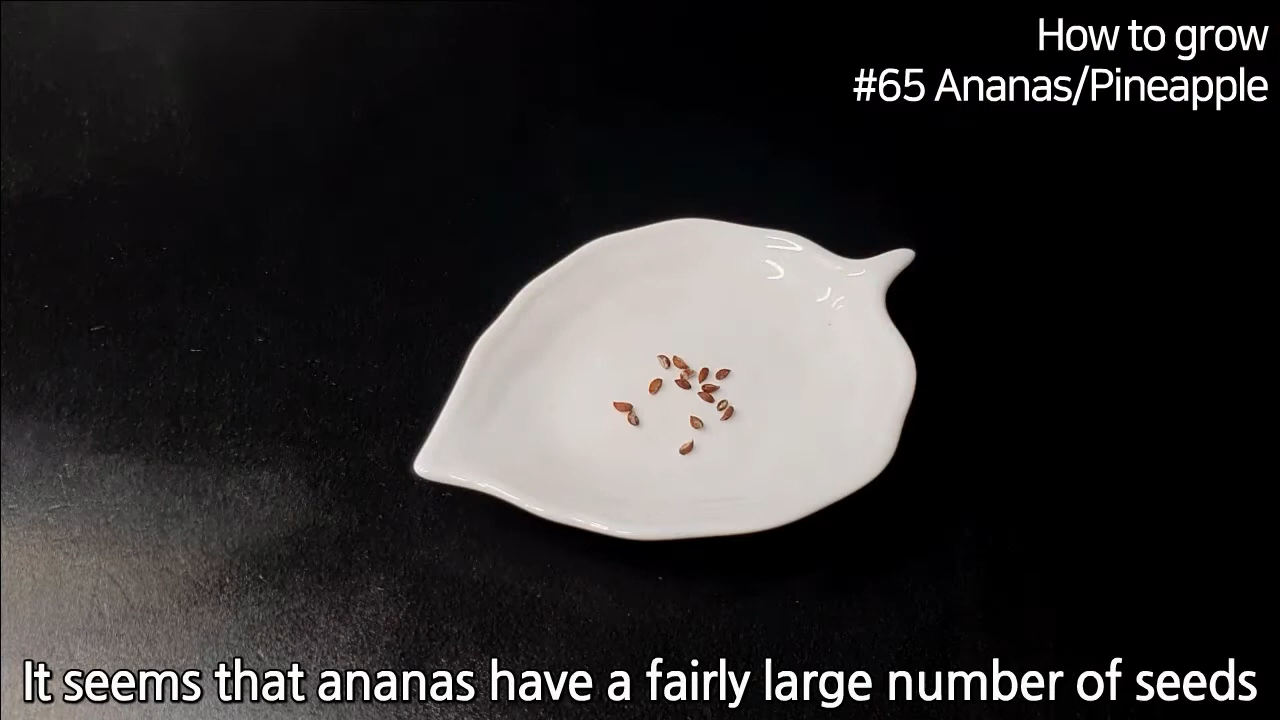 How to grow
#65 Ananas/Pineapple
It seems that ananas have a fairly large number of seeds